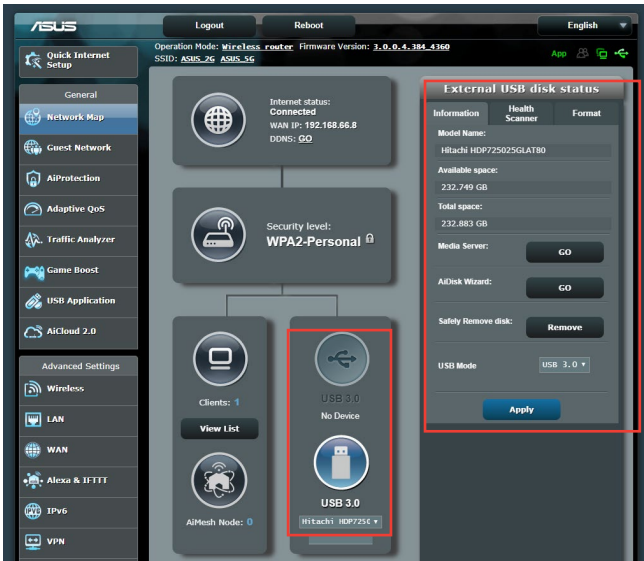 ASUS
Logout
Reboot
English
Operation Mode: Wireless router Firmware Version: 3.0.0.4.384_4360
SSID: ASUS_2G ASUS_5G
App
Quick Internet
Setup
General
Network Map
Guest Network
AiProtection
Adaptive QoS
Traffic Analyzer
Game Boost
USB Application
AiCloud 2.0
Advanced Settings
Wireless
LAN
WAN
Alexa & IFTTT
IPv6
VPN
Internet status:
Connected
WAN IP: 192.168.66.8
DDNS: GO
Security level:
WPA2-Personal
Clients: 1
View List
AiMesh Node: 0
USB 3.0
No Device
USB 3.0
Hitachi HDP725C
External USB disk status
Information
Health
Scanner
Format
Model Name:
Hitachi HDP725025GLAT80
Available space:
232.749 GB
Total space:
232.883 GB
Media Server:
GO
AiDisk Wizard:
GO
Safely Remove disk:
Remove
USB Mode
USB 3.0
Apply